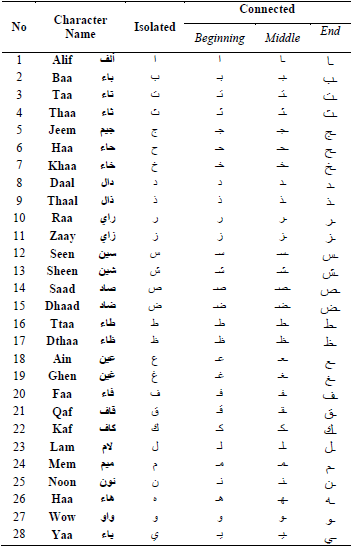 No Character Name Isolated Connected
Beginning Middle End
1 Alif ألف ا ا ـا ـا
2 Baa باء ب بـ ـبـ ـب
3 Taa تاء ت تـ ـتـ ـت
4 Thaa ثاء ث ثـ ـثـ ـث
5 Jeem جيم ج جـ ـجـ ـج
6 Haa حاء ح حـ ـحـ ـح
7 Khaa خاء خ خـ ـخـ ـخ
8 Daal دال د د ـد ـد
9 Thaal ذال ذ ذ ـذ ـذ
10 Raa راي ر ر ـر ـر
11 Zaay زاي ز ز ـز ـز
12 Seen سين س سـ ـسـ ـس
13 Sheen شين ش شـ ـشـ ـش
14 Saad صاد ص صـ ـصـ ـص
15 Dhaad ضاد ض ضـ ـضـ ـض
16 Ttaa طاء ط طـ ـطـ ـط
17 Dthaa ظاء ظ ظـ ـظـ ـظ
18 Ain عين ع عـ ـعـ ـع
19 Ghen غين غ غـ ـغـ ـغ
20 Faa فاء ف فـ ـفـ ـف
21 Qaf قاف ق قـ ـقـ ـق
22 Kaf كاف ك كـ ـكـ ـك
23 Lam لام ل لـ ـلـ ـل
24 Mem ميم م مـ ـمـ ـم
25 Noon نون ن نـ ـنـ ـن
26 Haa هاء ه هـ ـهـ ـه
27 Wow واو و و ـو ـو
28 Yaa ياء ي يـ ـيـ ـي